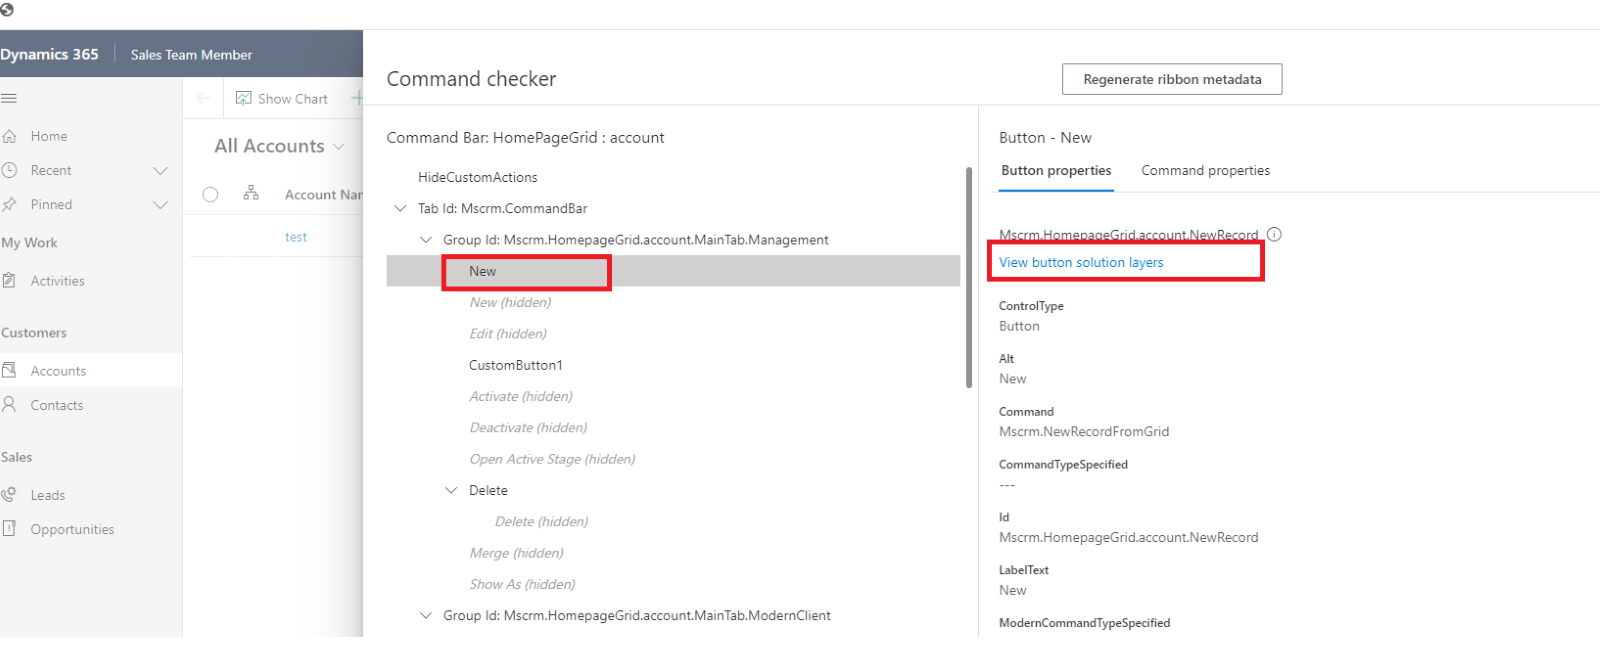 Dynamics 365
Sales Team Member
Home
Recent
Pinned
My Work
Activities
Customers
Accounts
Contacts
Sales
Leads
Opportunities
Show Chart
All Accounts
Account Nar
test
Command checker
Regenerate ribbon metadata
Command Bar: HomePageGrid : account
HideCustomActions
Tab Id: Mscrm.CommandBar
Group Id: Mscrm.HomepageGrid.account.MainTab.Management
New
New (hidden)
Edit (hidden)
CustomButton1
Activate (hidden)
Deactivate (hidden)
Open Active Stage (hidden)
Delete
Delete (hidden)
Merge (hidden)
Show As (hidden)
Group Id: Mscrm.HomepageGrid.account.MainTab.ModernClient
Button - New
Button properties Command properties
Mscrm.HomepageGrid.account.NewRecord
View button solution layers
ControlType
Button
Alt
New
Command
Mscrm.NewRecordFromGrid
CommandTypeSpecified
---
Id
Mscrm.HomepageGrid.account.NewRecord
LabelText
New
ModernCommandTypeSpecified